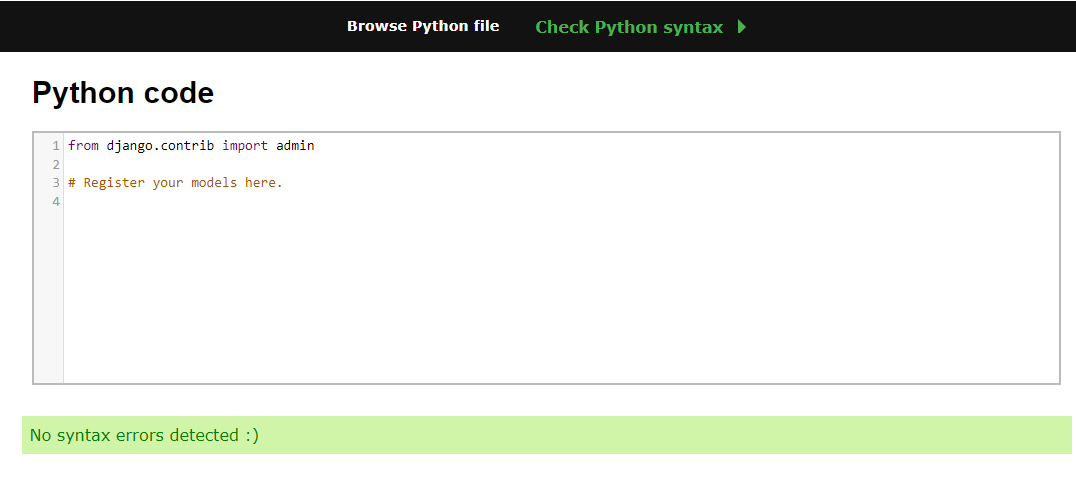 Browse Python file Check Python syntax
Python code
1 from django.contrib import admin
2
3 # Register your models here.
4
No syntax errors detected :)